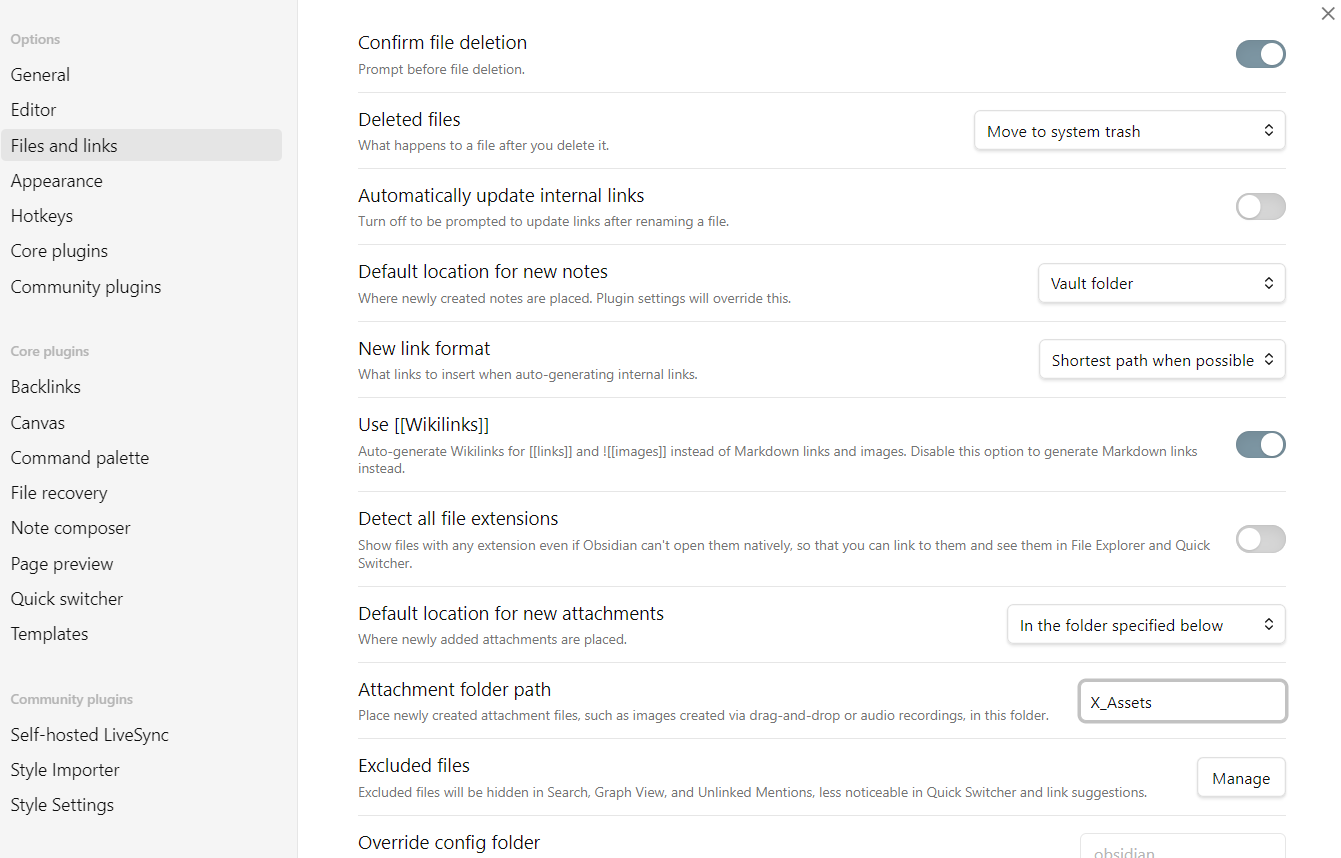 Options
General
Editor
Files and links
Appearance
Hotkeys
Core plugins
Community plugins
Core plugins
Backlinks
Canvas
Command palette
File recovery
Note composer
Page preview
Quick switcher
Templates
Community plugins
Self-hosted LiveSync
Style Importer
Style Settings
Confirm file deletion
Prompt before file deletion.
Deleted files
What happens to a file after you delete it.
Move to system trash
Automatically update internal links
Turn off to be prompted to update links after renaming a file.
Default location for new notes
Where newly created notes are placed. Plugin settings will override this.
Vault folder
New link format
What links to insert when auto-generating internal links.
Shortest path when possible
Use [[Wikilinks]]
Auto-generate Wikilinks for [[links]] and ![[images]] instead of Markdown links and images. Disable this option to generate Markdown links
instead.
Detect all file extensions
Show files with any extension even if Obsidian can't open them natively, so that you can link to them and see them in File Explorer and Quick
Switcher.
Default location for new attachments
Where newly added attachments are placed.
In the folder specified below
Attachment folder path
Place newly created attachment files, such as images created via drag-and-drop or audio recordings, in this folder.
X_Assets
Excluded files
Excluded files will be hidden in Search, Graph View, and Unlinked Mentions, less noticeable in Quick Switcher and link suggestions.
Manage
Override config folder
obsidian